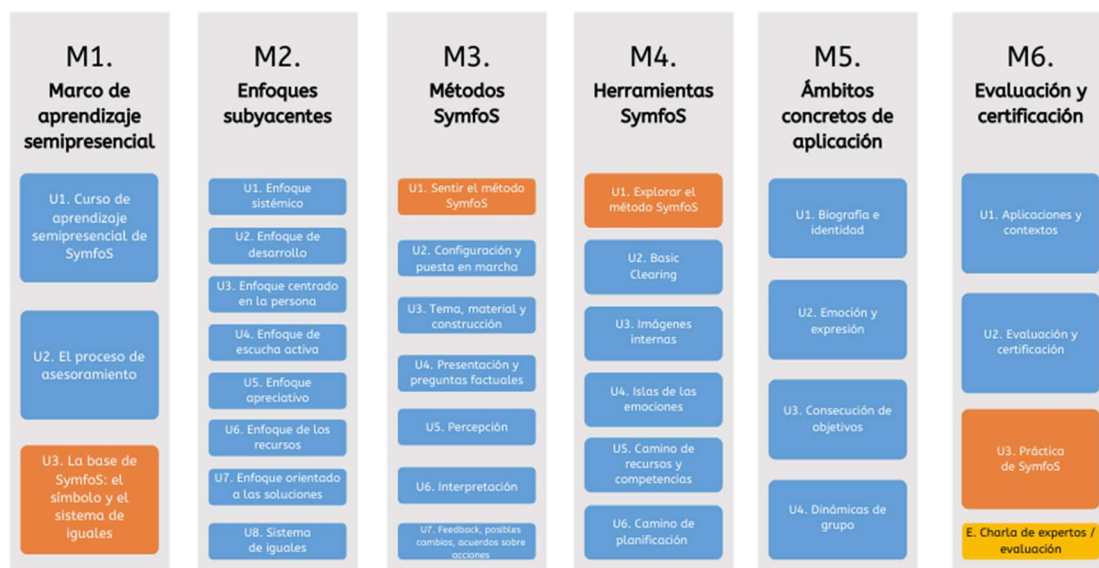 M1.
Marco de
aprendizaje
semipresencial
U1. Curso de
aprendizaje
semipresencial de
SymfoS
U2. El proceso de
asesoramiento
U3. La base de
SymfoS: el
símbolo y el
sistema de
iguales
M2.
Enfoques
subyacentes
U1. Enfoque
sistémico
U2. Enfoque de
desarrollo
U3. Enfoque centrado
en la persona
U4. Enfoque de
escucha activa
U5. Enfoque
apreciativo
U6. Enfoque de los
recursos
U7. Enfoque orientado
a las soluciones
U8. Sistema
de iguales
M3.
Métodos
SymfoS
U1. Sentir el método
SymfoS
U2. Configuración y
puesta en marcha
U3. Tema, material y
construcción
U4. Presentación y
preguntas factuales
U5. Percepción
U6. Interpretación
U7. Feedback, posibles
cambios, acuerdos sobre
acciones
M4.
Herramientas
SymfoS
U1. Explorar el
método SymfoS
U2. Basic
Clearing
U3. Imágenes
internas
U4. Islas de las
emociones
U5. Camino de
recursos y
competencias
U6. Camino de
planificación
M5.
Ámbitos
concretos de
aplicación
U1. Biografía e
identidad
U2. Emoción y
expresión
U3. Consecución de
objetivos
U4. Dinámicas de
grupo
M6.
Evaluación y
certificación
U1. Aplicaciones y
contextos
U2. Evaluación y
certificación
U3. Práctica
de SymfoS
E. Charla de expertos /
evaluación